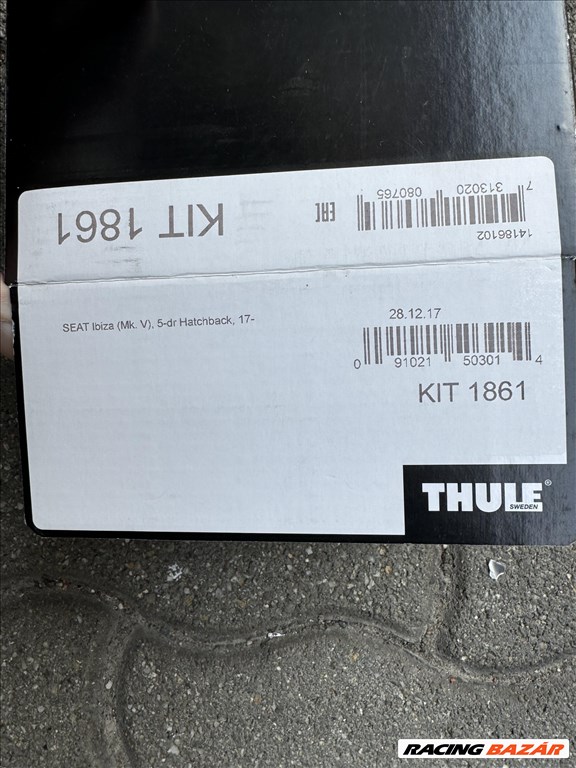 KIT 1861
EAC
7 313020 080765
14186102
SEAT Ibiza (Mk. V), 5-dr Hatchback, 17-
28.12.17
0 91021 50301 4
KIT 1861
THULE®
SWEDEN
RACING BAZÁR